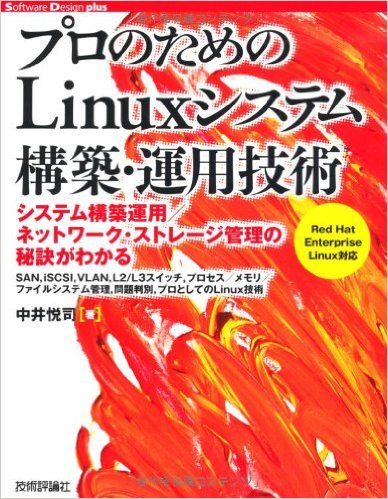 Software Design plus
プロのための
Linuxシステム
構築・運用技術
システム構築運用／
ネットワーク・ストレージ管理の
秘訣がわかる
Red Hat
Enterprise
Linux対応
SAN,iSCSI,VLAN,L2/L3スイッチ,プロセス／メモリ
ファイルシステム管理,問題判別,プロとしてのLinux技術
中井悦司[著]
技術評論社